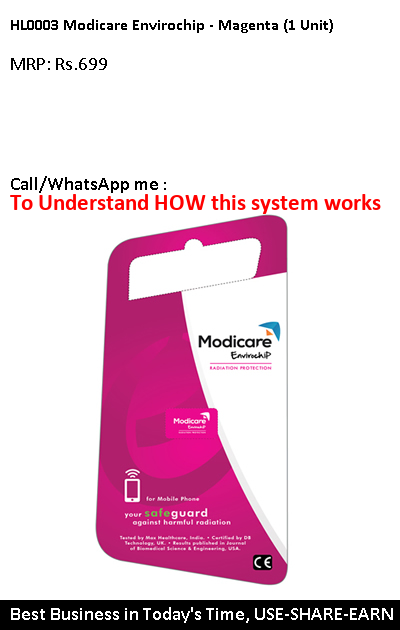 HL0003 Modicare Envirochip - Magenta (1 Unit)
MRP: Rs.699
Call/WhatsApp me :
To Understand HOW this system works
Modicare
EnvirochiP
RADIATION PROTECTION
Modicare
EnvirochiP
RADIATION PROTECTION
for Mobile Phone
your safeguard
against harmful radiation
Tested by Max Healthcare, India. • Certified by DB
Technology, UK. • Results published in Journal
of Biomedical Science & Engineering, USA.
CE
Best Business in Today's Time, USE-SHARE-EARN